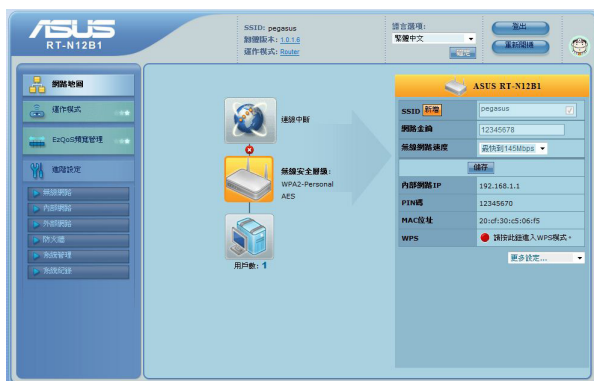 ASUS
RT-N12B1
SSID: pegasus
韌體版本: 1.0.1.6
運作模式: Router
語言選項:
繁體中文
登出
重新開機
網路地圖
運作模式
EzQoS頻寬管理
進階設定
無線網路
內部網路
外部網路
防火牆
系統管理
系統紀錄
連線中斷
無線安全層級:
WPA2-Personal
AES
用戶數: 1
ASUS RT-N12B1
SSID 新增 pegasus
網路金鑰 12345678
無線網路速度 最快到145Mbps
儲存
內部網路IP 192.168.1.1
PIN碼 12345670
MAC位址 20:cf:30:c5:06:f5
WPS 請按此鈕進入WPS模式。
更多設定...